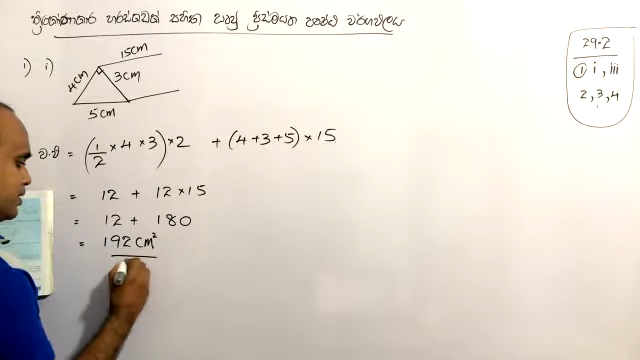 ත්‍රිකෝණාකාර හරස්කඩක් සහිත සෘජු ප්‍රිස්මයක පෘෂ්ඨ වර්ගඵලය
29.2
① i, iii
2, 3, 4
1) i)
15cm
4cm
3cm
5cm
ව.ඵ = (1/2 × 4 × 3) × 2 + (4+3+5) × 15
= 12 + 12 × 15
= 12 + 180
= 192 cm²